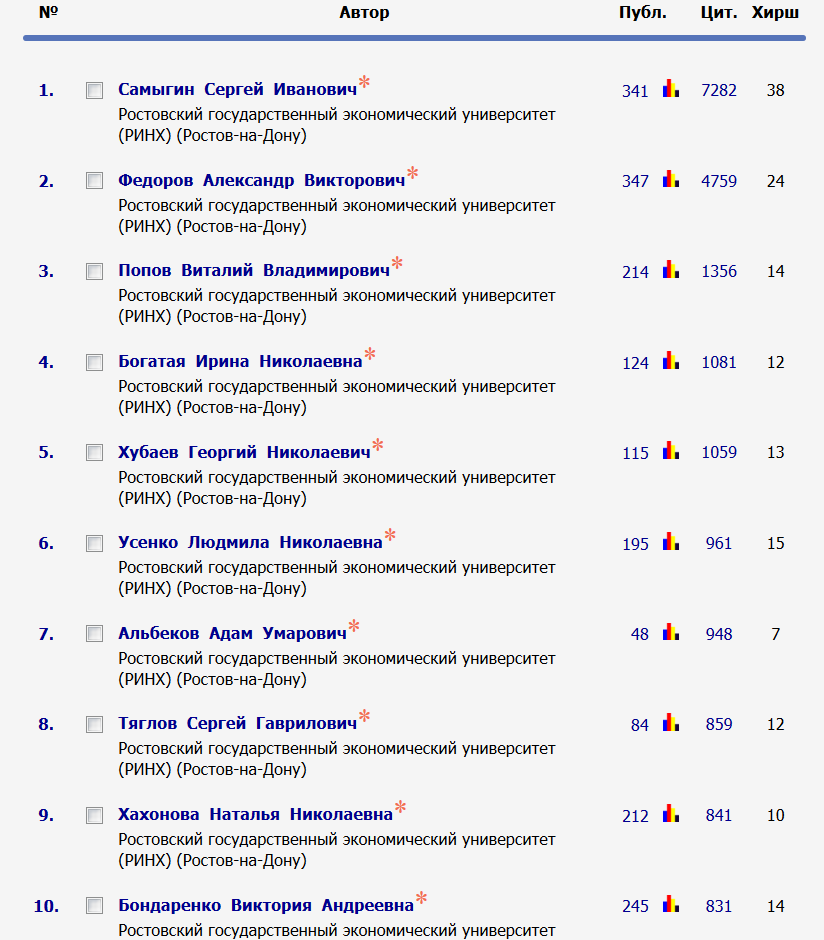 № Автор Публ. Цит. Хирш
1. Самыгин Сергей Иванович* 341 7282 38
Ростовский государственный экономический университет
(РИНХ) (Ростов-на-Дону)
2. Федоров Александр Викторович* 347 4759 24
Ростовский государственный экономический университет
(РИНХ) (Ростов-на-Дону)
3. Попов Виталий Владимирович* 214 1356 14
Ростовский государственный экономический университет
(РИНХ) (Ростов-на-Дону)
4. Богатая Ирина Николаевна* 124 1081 12
Ростовский государственный экономический университет
(РИНХ) (Ростов-на-Дону)
5. Хубаев Георгий Николаевич* 115 1059 13
Ростовский государственный экономический университет
(РИНХ) (Ростов-на-Дону)
6. Усенко Людмила Николаевна* 195 961 15
Ростовский государственный экономический университет
(РИНХ) (Ростов-на-Дону)
7. Альбеков Адам Умарович* 48 948 7
Ростовский государственный экономический университет
(РИНХ) (Ростов-на-Дону)
8. Тяглов Сергей Гаврилович* 84 859 12
Ростовский государственный экономический университет
(РИНХ) (Ростов-на-Дону)
9. Хахонова Наталья Николаевна* 212 841 10
Ростовский государственный экономический университет
(РИНХ) (Ростов-на-Дону)
10. Бондаренко Виктория Андреевна* 245 831 14
Ростовский государственный экономический университет